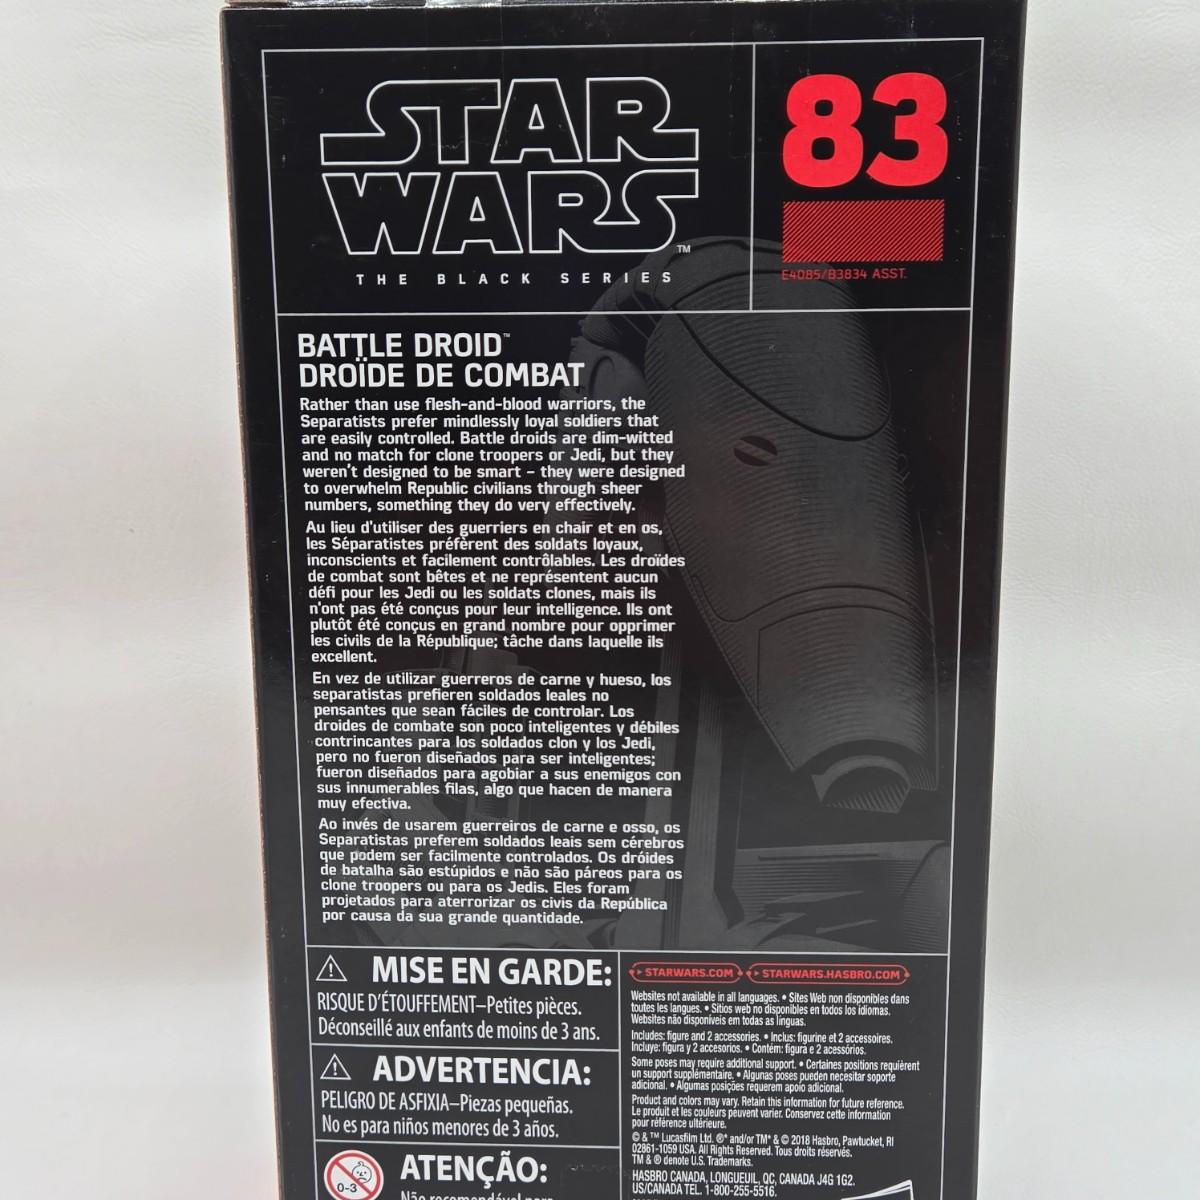 STAR
WARS™
THE BLACK SERIES
83
E4085/B3834 ASST.
BATTLE DROID™
DROÏDE DE COMBAT
Rather than use flesh-and-blood warriors, the
Separatists prefer mindlessly loyal soldiers that
are easily controlled. Battle droids are dim-witted
and no match for clone troopers or Jedi, but they
weren't designed to be smart – they were designed
to overwhelm Republic civilians through sheer
numbers, something they do very effectively.
Au lieu d'utiliser des guerriers en chair et en os,
les Séparatistes préfèrent des soldats loyaux,
inconscients et facilement contrôlables. Les droïdes
de combat sont bêtes et ne représentent aucun
défi pour les Jedi ou les soldats clones, mais ils
n'ont pas été conçus pour leur intelligence. Ils ont
plutôt été conçus en grand nombre pour opprimer
les civils de la République; tâche dans laquelle ils
excellent.
En vez de utilizar guerreros de carne y hueso, los
separatistas prefieren soldados leales no
pensantes que sean fáciles de controlar. Los
droides de combate son poco inteligentes y débiles
contrincantes para los soldados clon y los Jedi,
pero no fueron diseñados para ser inteligentes;
fueron diseñados para agobiar a sus enemigos con
sus innumerables filas, algo que hacen de manera
muy efectiva.
Ao invés de usarem guerreiros de carne e osso, os
Separatistas preferem soldados leais sem cérebros
que podem ser facilmente controlados. Os dróides
de batalha são estúpidos e não são páreos para os
clone troopers ou para os Jedis. Eles foram
projetados para aterrorizar os civis da República
por causa da sua grande quantidade.
MISE EN GARDE:
RISQUE D'ÉTOUFFEMENT–Petites pièces.
Déconseillé aux enfants de moins de 3 ans.
ADVERTENCIA:
PELIGRO DE ASFIXIA–Piezas pequeñas.
No es para niños menores de 3 años.
0-3
ATENÇÃO:
Não recomendável para
STARWARS.COM • STARWARS.HASBRO.COM
Websites not available in all languages. • Sites Web non disponibles dans
toutes les langues. • Sitios web no disponibles en todos los idiomas.
Websites não disponíveis em todas as línguas.
Includes: figure and 2 accessories. • Inclus: figurine et 2 accessoires.
Incluye: figura y 2 accesorios. • Contém: figura e 2 acessórios.
Some poses may require additional support. • Certaines positions requièrent
un support supplémentaire. • Algunas poses pueden necesitar soporte
adicional. • Algumas posições requerem apoio adicional.
Product and colors may vary. Retain this information for future reference.
Le produit et les couleurs peuvent varier. Conservez cette information
pour référence ultérieure.
© & ™ Lucasfilm Ltd. ®* and/or TM* & © 2018 Hasbro, Pawtucket, RI
02861-1059 USA. All Rights Reserved. Tous droits réservés.
TM & ® denote U.S. Trademarks.
HASBRO CANADA, LONGUEUIL, QC, CANADA J4G 1G2.
US/CANADA TEL. 1-800-255-5516.